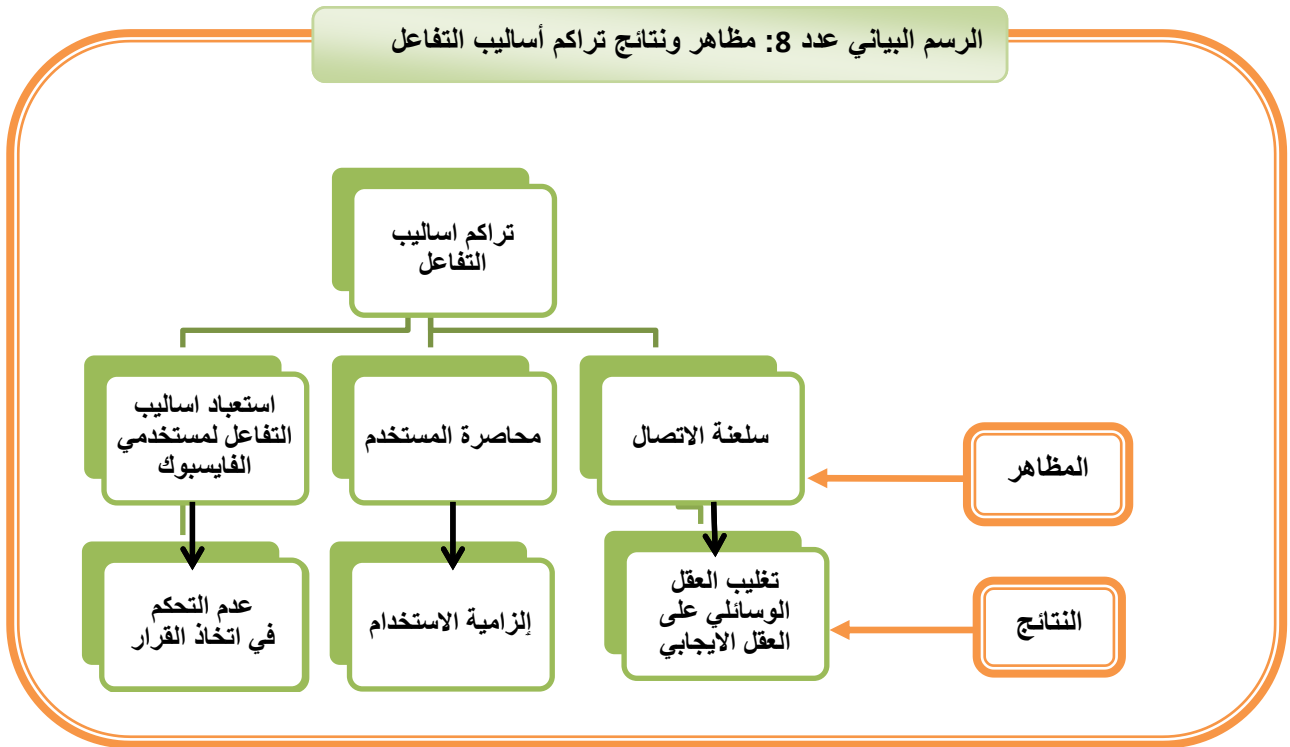 الرسم البياني عدد 8: مظاهر ونتائج تراكم أساليب التفاعل
تراكم اساليب
التفاعل
سلعنة الاتصال
محاصرة المستخدم
استعباد اساليب
التفاعل لمستخدمي
الفايسبوك
المظاهر
تغليب العقل
الوسائلي على
العقل الايجابي
إلزامية الاستخدام
عدم التحكم
في اتخاذ القرار
النتائج